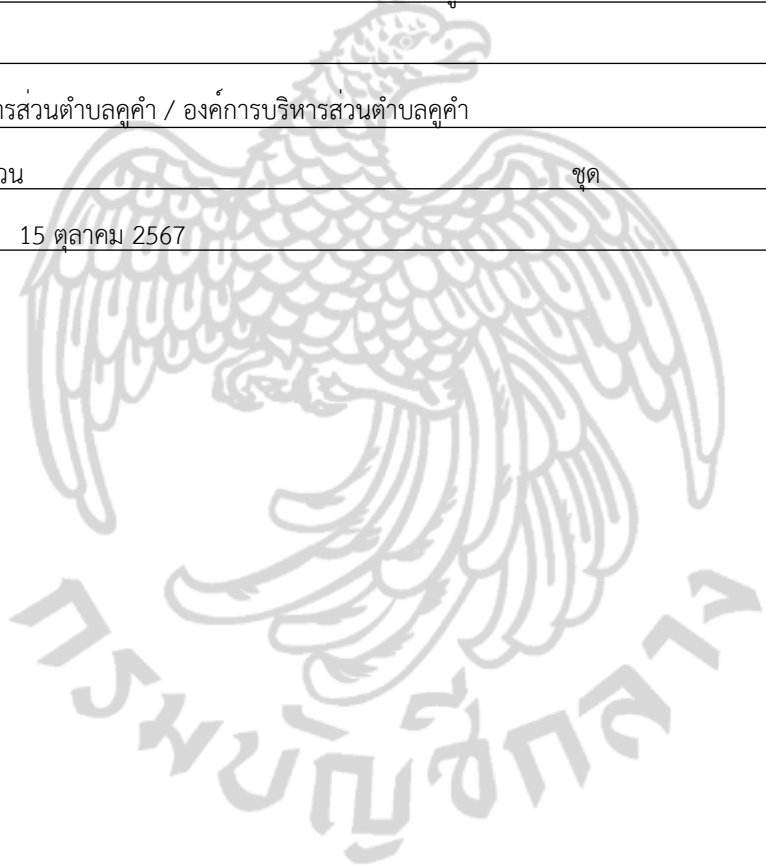 ารส่วนตำบลคูคำ / องค์การบริหารส่วนตำบลคูคำ
วน ชุด
15 ตุลาคม 2567
กรมบัญชีกลาง